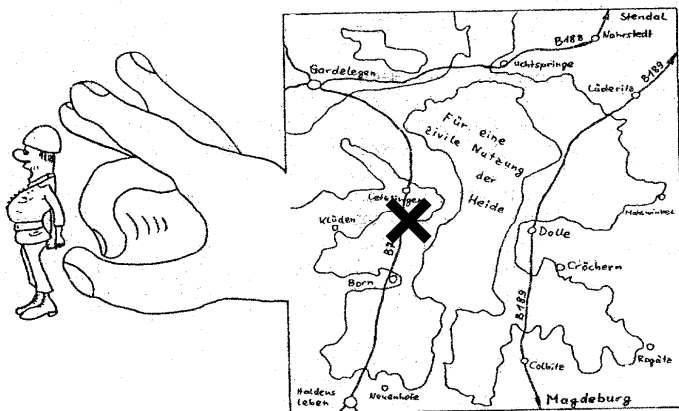 Stendal
B188
Nahrstedt
Uchtspringe
Gardelegen
Lüderitz
B189
Für eine
zivile Nutzung
der
Heide
Letzlingen
Klüden
Dolle
Cröchern
Born
B189
Colbitz
Rogätz
Haldens
leben
Neuenhofe
Magdeburg